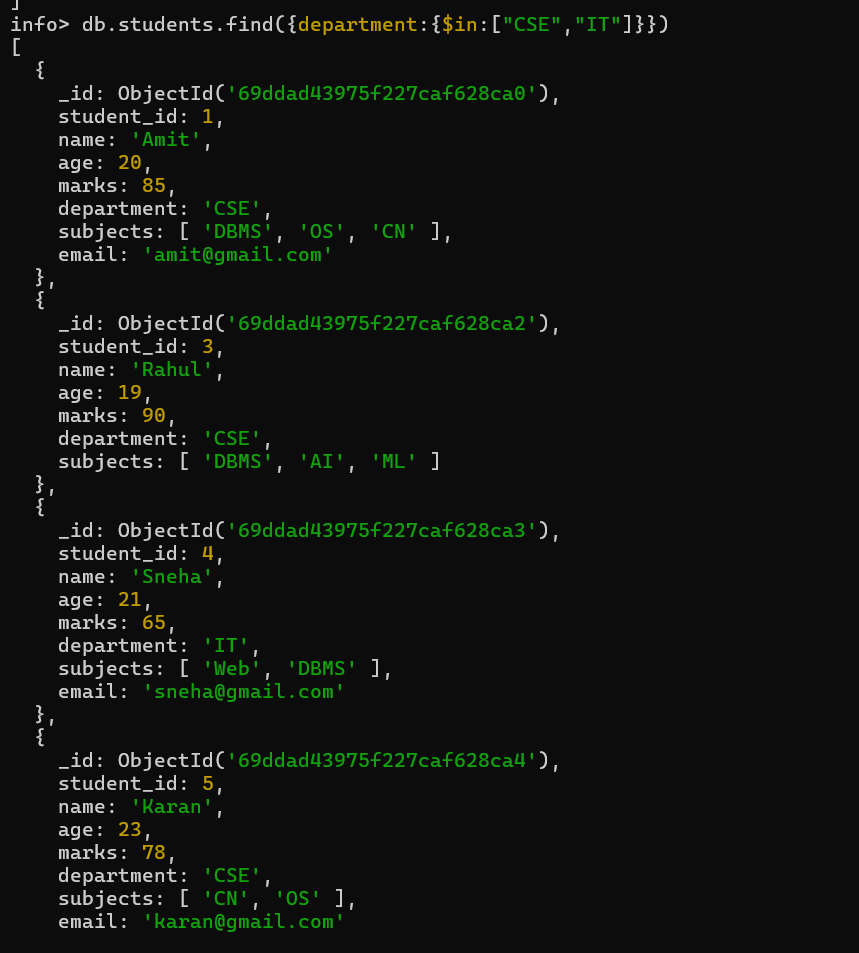 ]
info> db.students.find({department:{$in:["CSE","IT"]}})
[
  {
    _id: ObjectId('69ddad43975f227caf628ca0'),
    student_id: 1,
    name: 'Amit',
    age: 20,
    marks: 85,
    department: 'CSE',
    subjects: [ 'DBMS', 'OS', 'CN' ],
    email: 'amit@gmail.com'
  },
  {
    _id: ObjectId('69ddad43975f227caf628ca2'),
    student_id: 3,
    name: 'Rahul',
    age: 19,
    marks: 90,
    department: 'CSE',
    subjects: [ 'DBMS', 'AI', 'ML' ]
  },
  {
    _id: ObjectId('69ddad43975f227caf628ca3'),
    student_id: 4,
    name: 'Sneha',
    age: 21,
    marks: 65,
    department: 'IT',
    subjects: [ 'Web', 'DBMS' ],
    email: 'sneha@gmail.com'
  },
  {
    _id: ObjectId('69ddad43975f227caf628ca4'),
    student_id: 5,
    name: 'Karan',
    age: 23,
    marks: 78,
    department: 'CSE',
    subjects: [ 'CN', 'OS' ],
    email: 'karan@gmail.com'